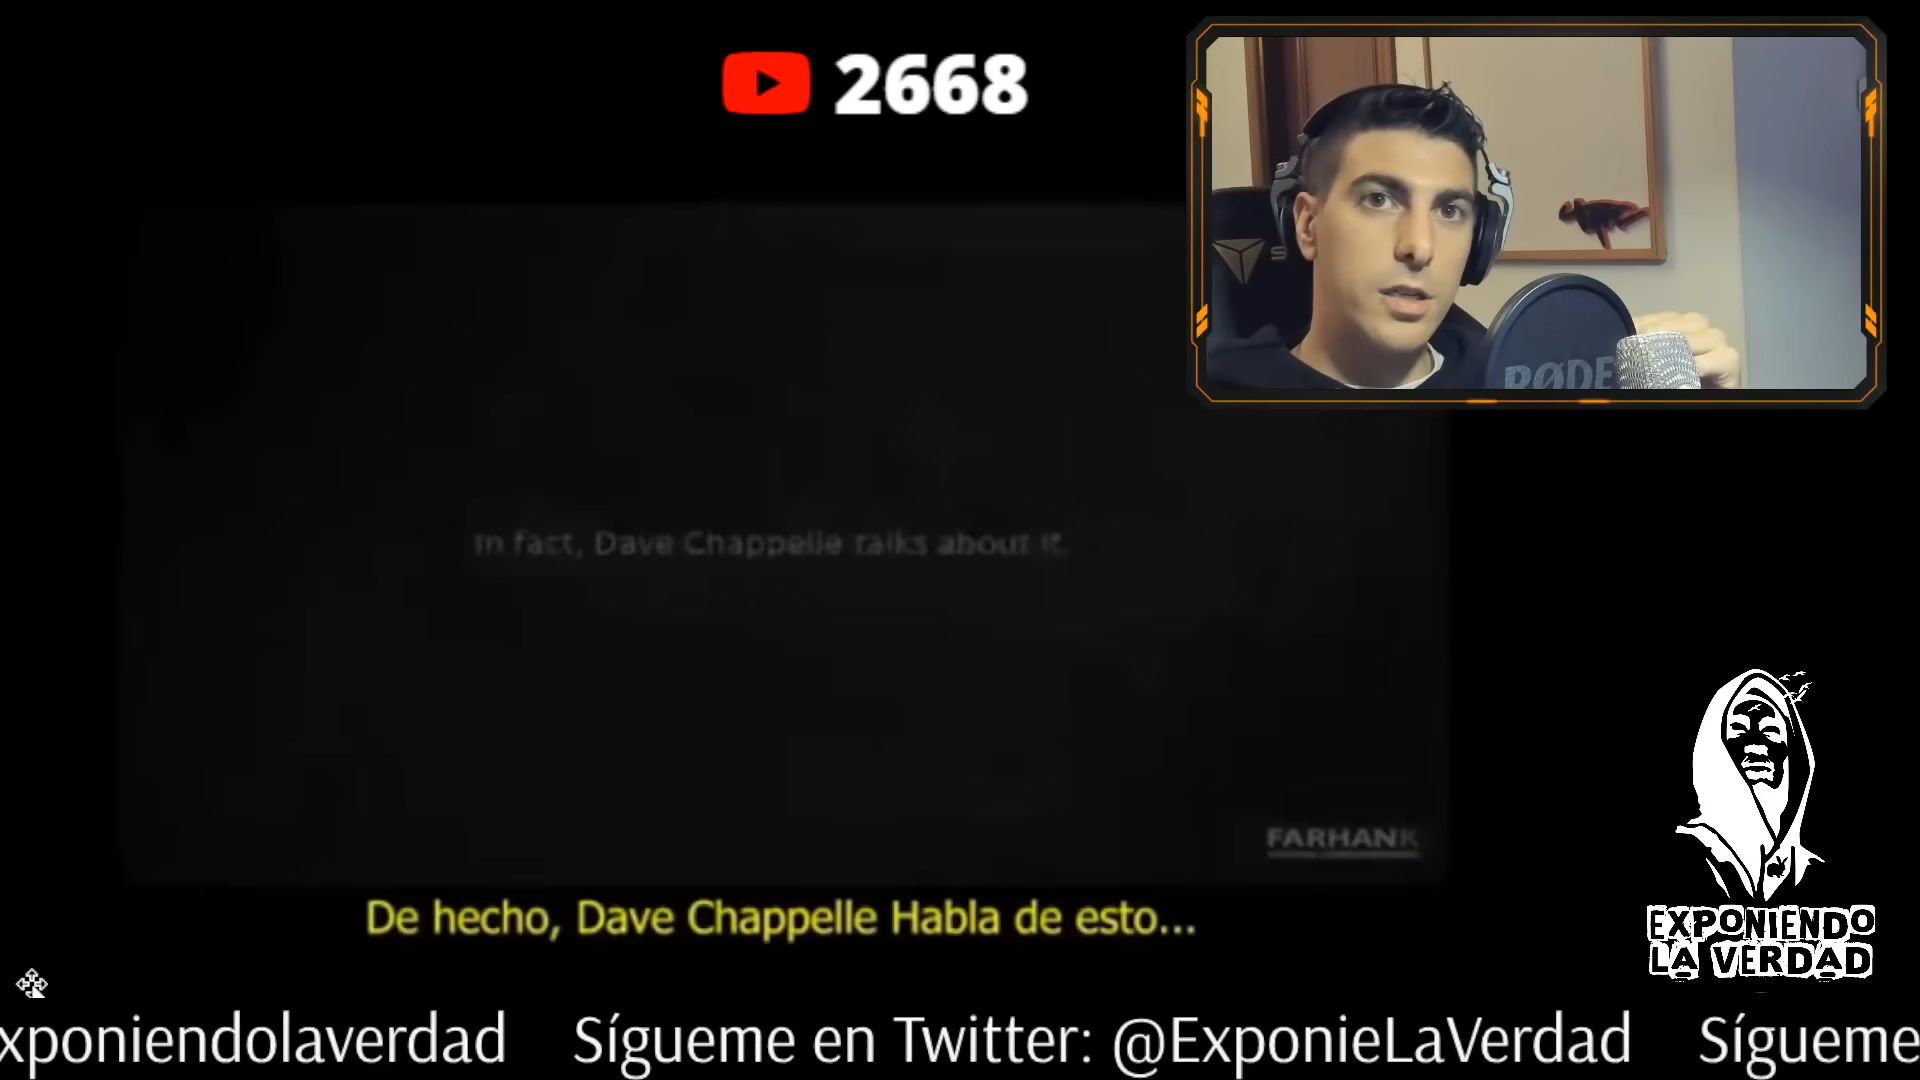 2668
S
RØDE
In fact, Dave Chappelle talks about it.
FARHANK
De hecho, Dave Chappelle Habla de esto...
EXPONIENDO
LA VERDAD
xponiendolaverdad Sígueme en Twitter: @ExponieLaVerdad Sígueme